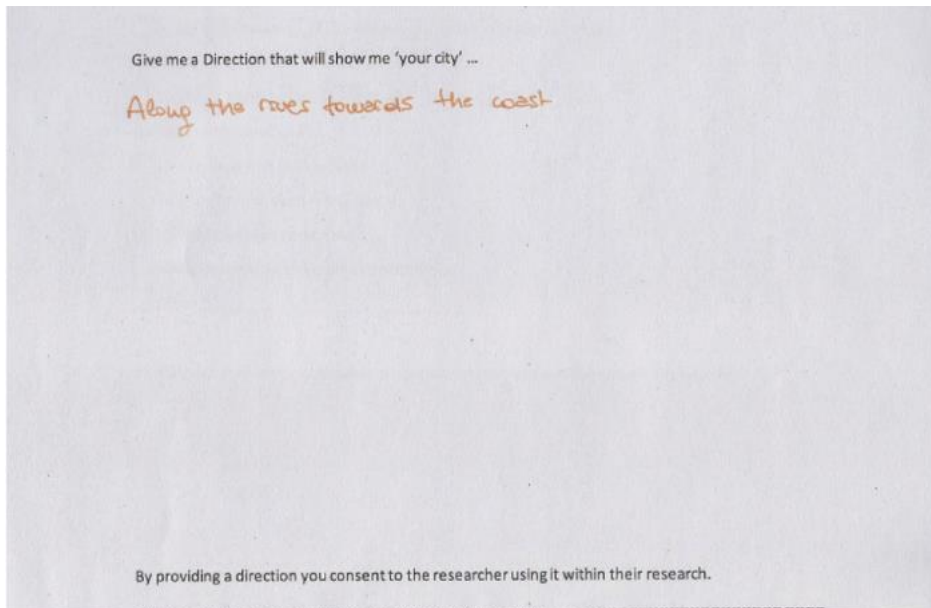 Give me a Direction that will show me 'your city' ...
Along the river towards the coast
By providing a direction you consent to the researcher using it within their research.